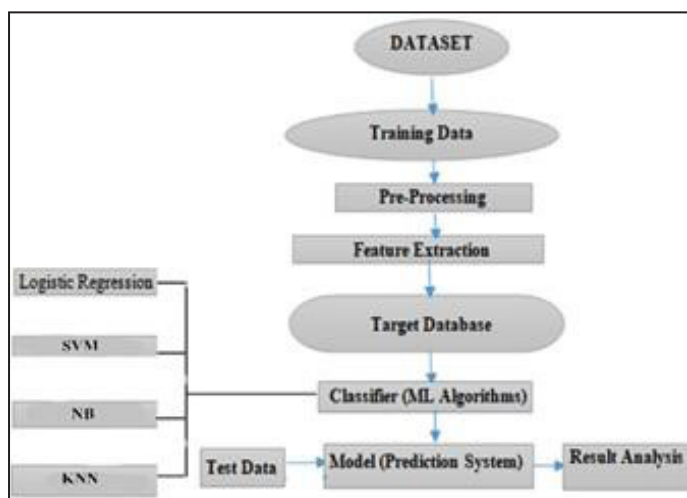 DATASET
Training Data
Pre-Processing
Feature Extraction
Logistic Regression
Target Database
SVM
Classifier (ML Algorithms)
NB
Test Data
Model (Prediction System)
Result Analysis
KNN